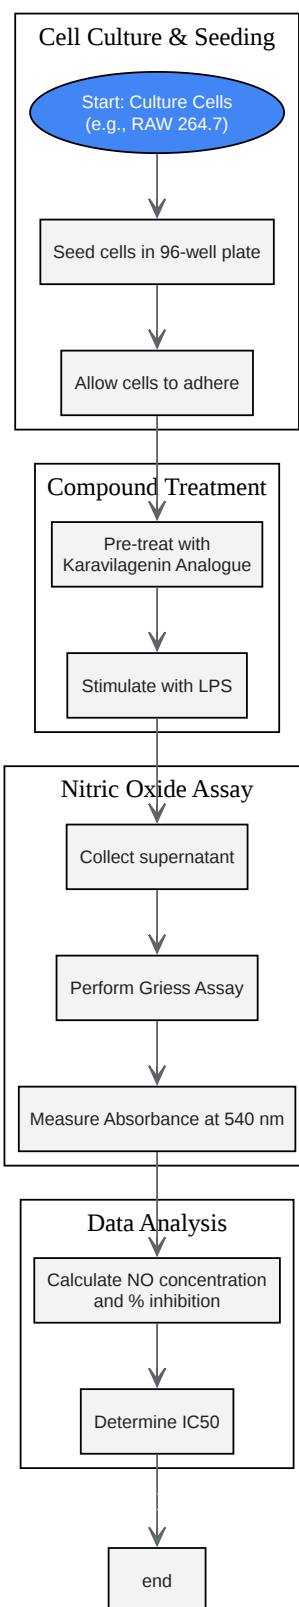 Cell Culture & Seeding
Start: Culture Cells
(e.g., RAW 264.7)
Seed cells in 96-well plate
Allow cells to adhere
Compound Treatment
Pre-treat with
Karavilagenin Analogue
Stimulate with LPS
Nitric Oxide Assay
Collect supernatant
Perform Griess Assay
Measure Absorbance at 540 nm
Data Analysis
Calculate NO concentration
and % inhibition
Determine IC50
end